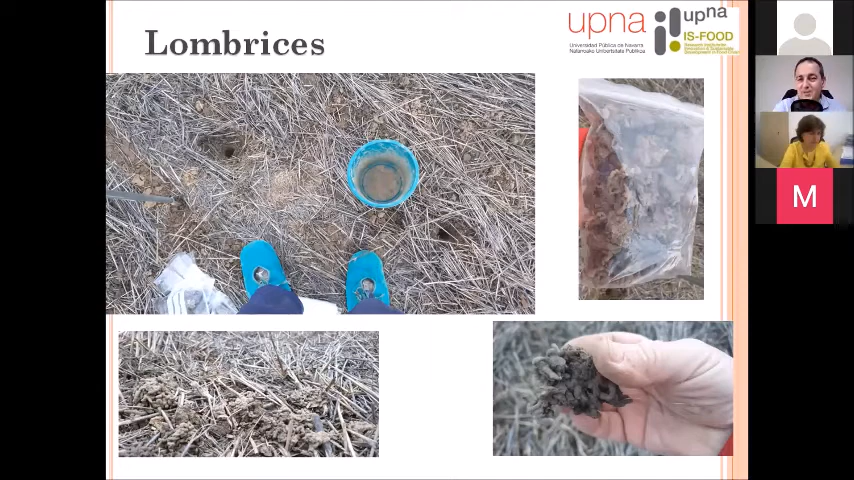 Lombrices
upna
Universidad Pública de Navarra
Nafarroako Unibertsitate Publikoa
upna
IS-FOOD
M